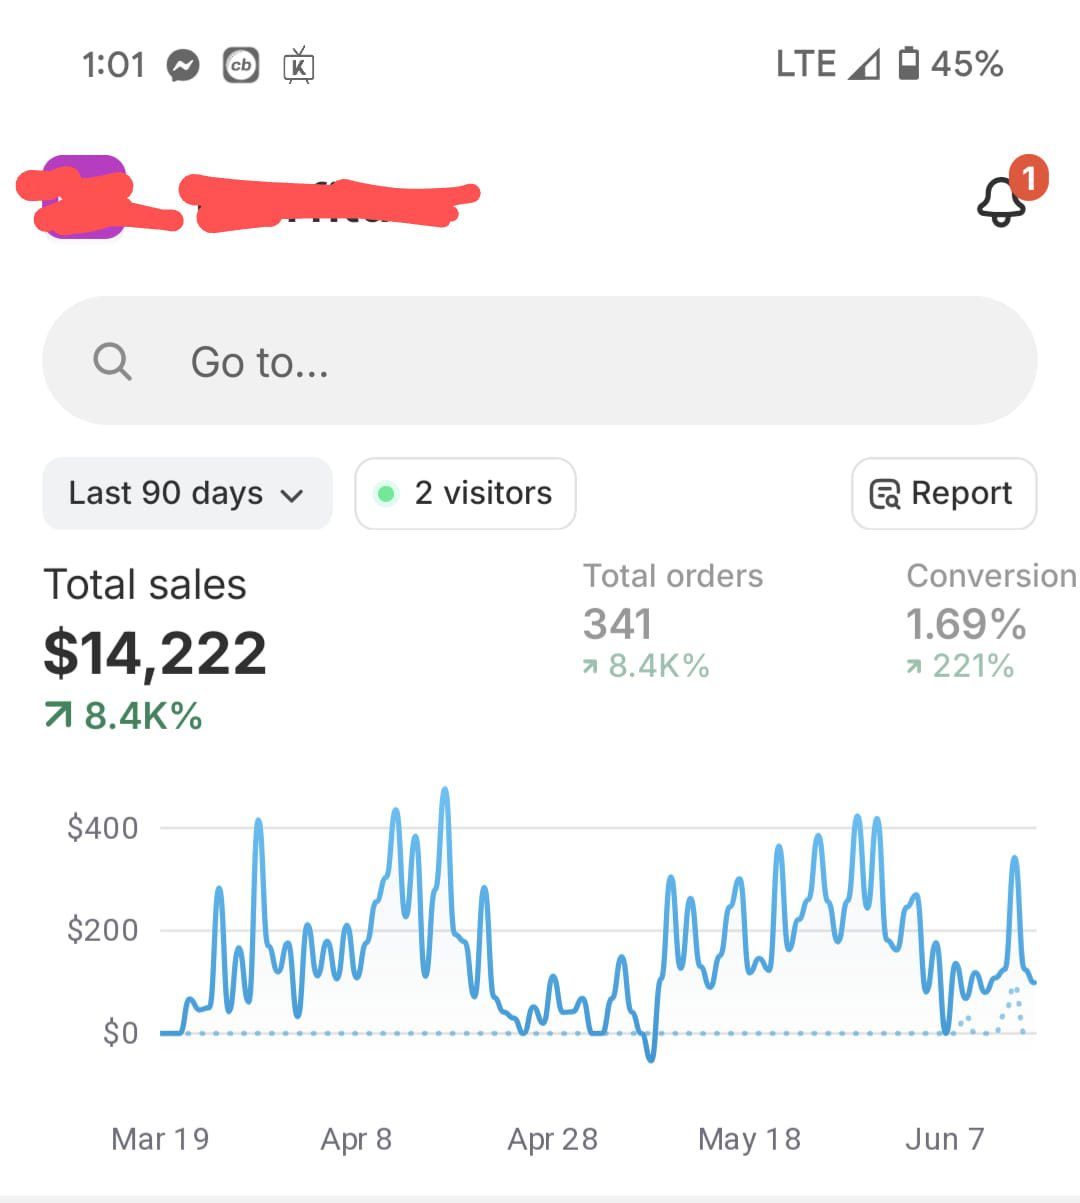 1:01 cb K LTE 45%
1
Go to...
Last 90 days 2 visitors Report
Total sales Total orders Conversion
$14,222 341 1.69%
8.4K% 8.4K% 221%
$400
$200
$0
Mar 19 Apr 8 Apr 28 May 18 Jun 7